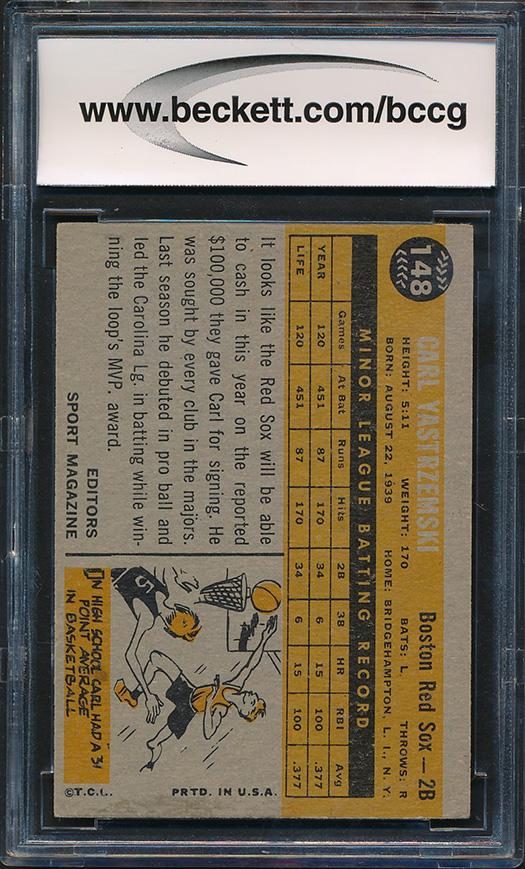 www.beckett.com/bccg
148
CARL YASTRZEMSKI Boston Red Sox — 2B
HEIGHT: 5:11 WEIGHT: 170 BATS: L. THROWS: R
BORN: AUGUST 22, 1939 HOME: BRIDGEHAMPTON, L. I., N. Y.
MINOR LEAGUE BATTING RECORD
Games At Bat Runs Hits 2B 3B HR RBI Avg
YEAR 120 451 87 170 34 6 15 100 .377
LIFE 120 451 87 170 34 6 15 100 .377
It looks like the Red Sox will be able
to cash in this year on the reported
$100,000 they gave Carl for signing. He
was sought by every club in the majors.
Last season he debuted in pro ball and
led the Carolina Lg. in batting while win-
ning the loop's MVP. award.
EDITORS
SPORT MAGAZINE
5
IN HIGH SCHOOL CARL HAD A 31
POINT AVERAGE
IN BASKETBALL
©T.C.G. PRTD. IN U.S.A.